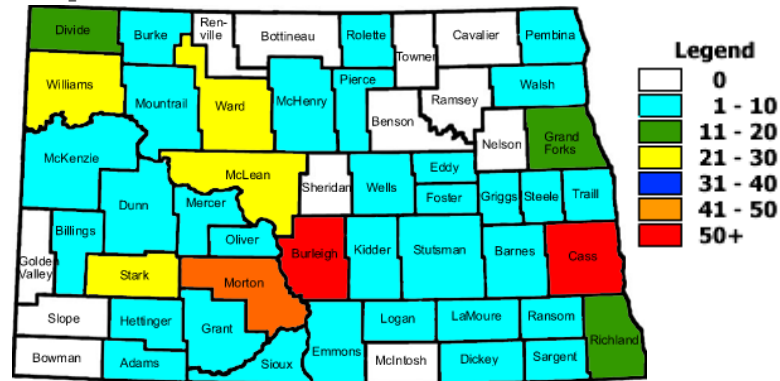 Divide
Burke
Ren-
ville
Bottineau
Rolette
Towner
Cavalier
Pembina
Williams
Mountrail
Ward
McHenry
Pierce
Benson
Ramsey
Walsh
McKenzie
Nelson
Grand
Forks
Dunn
McLean
Mercer
Sheridan
Wells
Eddy
Foster
Griggs
Steele
Traill
Golden
Valley
Billings
Stark
Oliver
Morton
Burleigh
Kidder
Stutsman
Barnes
Cass
Slope
Hettinger
Grant
Bowman
Adams
Sioux
Emmons
Logan
McIntosh
LaMoure
Dickey
Ransom
Sargent
Richland
Legend
0
1 - 10
11 - 20
21 - 30
31 - 40
41 - 50
50+